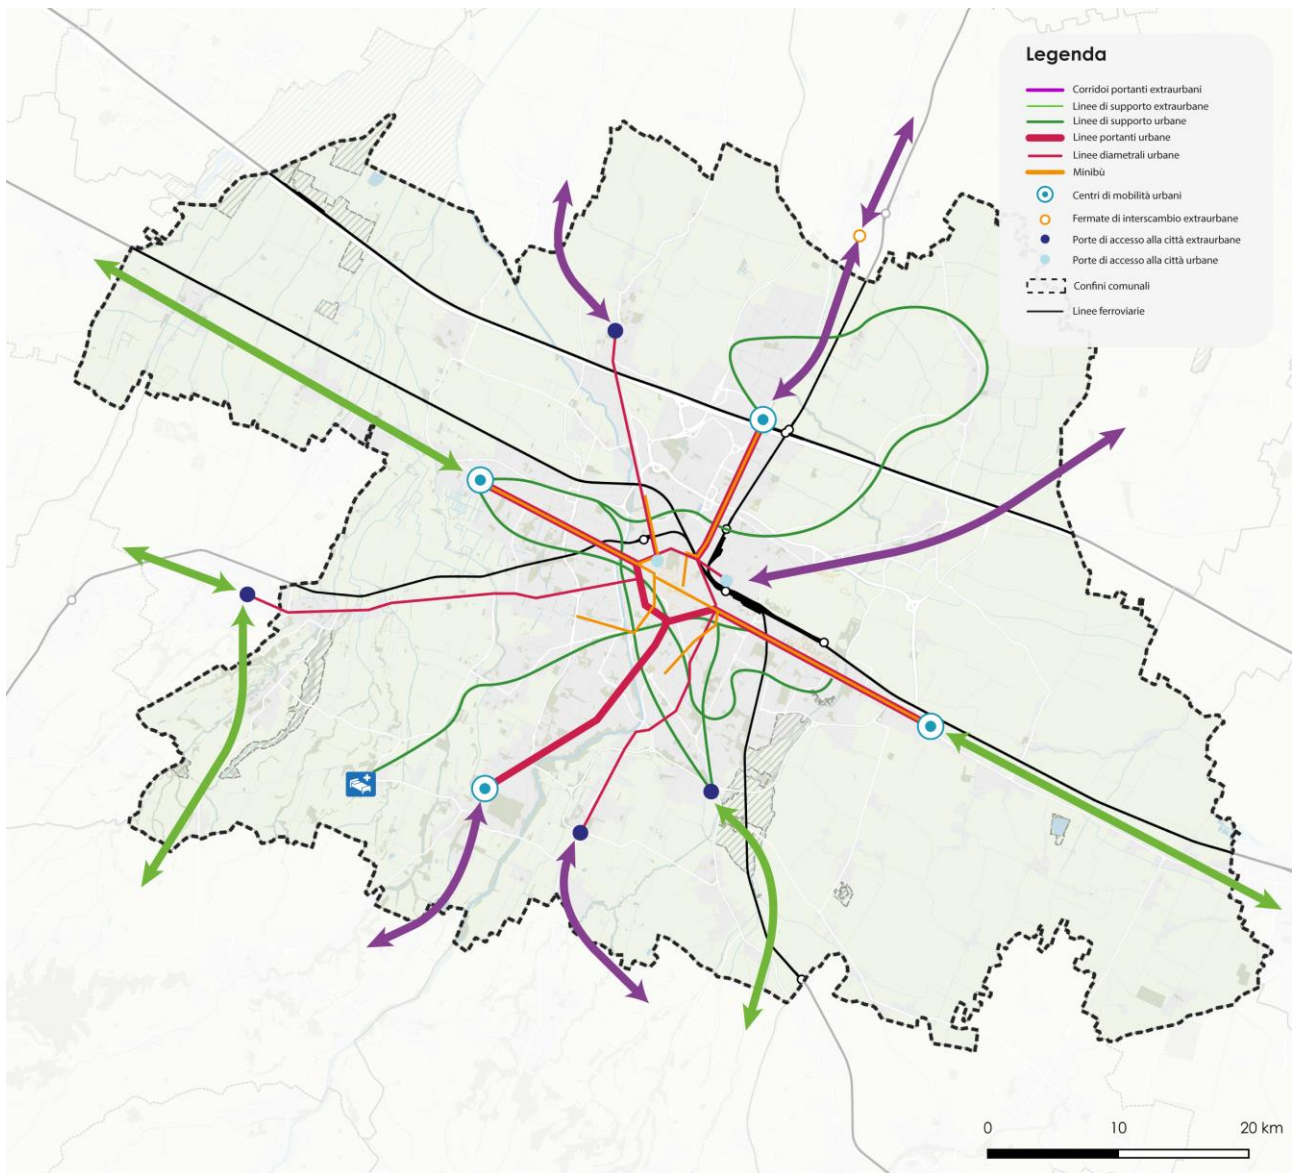 Legenda
Corridoi portanti extraurbani
Linee di supporto extraurbane
Linee di supporto urbane
Linee portanti urbane
Linee diametrali urbane
Minibù
Centri di mobilità urbani
Fermate di interscambio extraurbane
Porte di accesso alla città extraurbane
Porte di accesso alla città urbane
Confini comunali
Linee ferroviarie
0 10 20 km